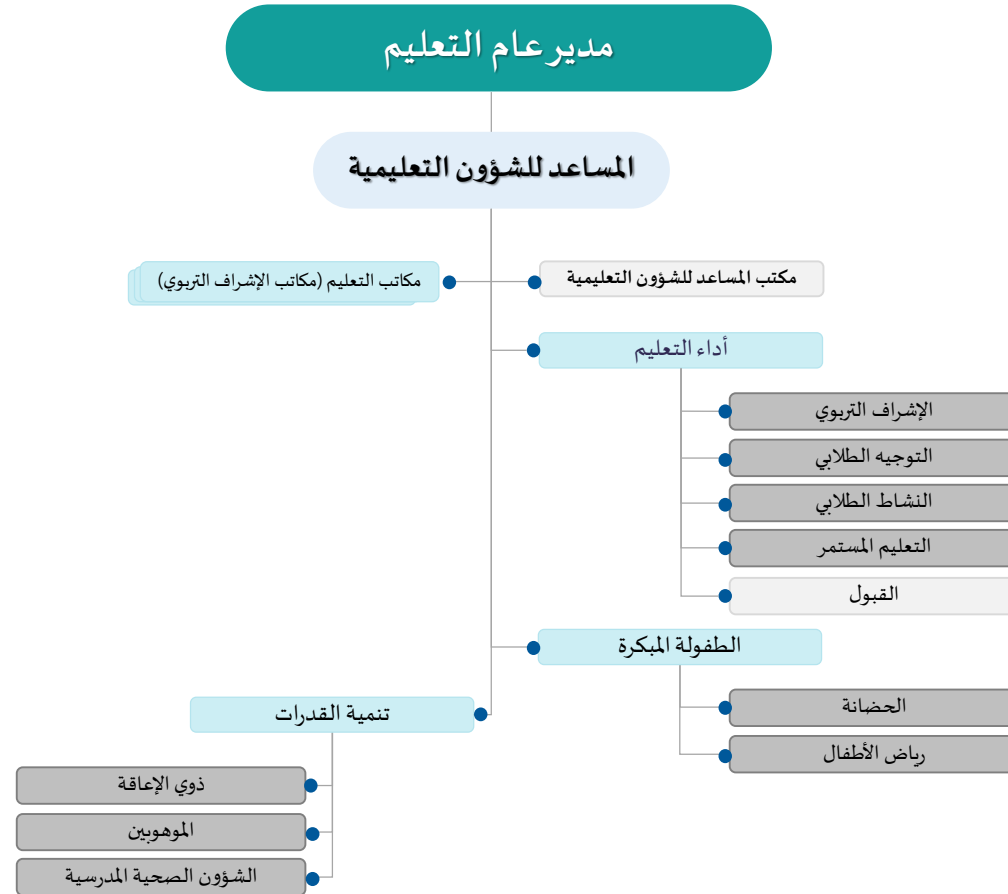 مدير عام التعليم
المساعد للشؤون التعليمية
مكتب المساعد للشؤون التعليمية
مكاتب التعليم (مكاتب الإشراف التربوي)
أداء التعليم
الإشراف التربوي
التوجيه الطلابي
النشاط الطلابي
التعليم المستمر
القبول
الطفولة المبكرة
الحضانة
رياض الأطفال
تنمية القدرات
ذوي الإعاقة
الموهوبين
الشؤون الصحية المدرسية